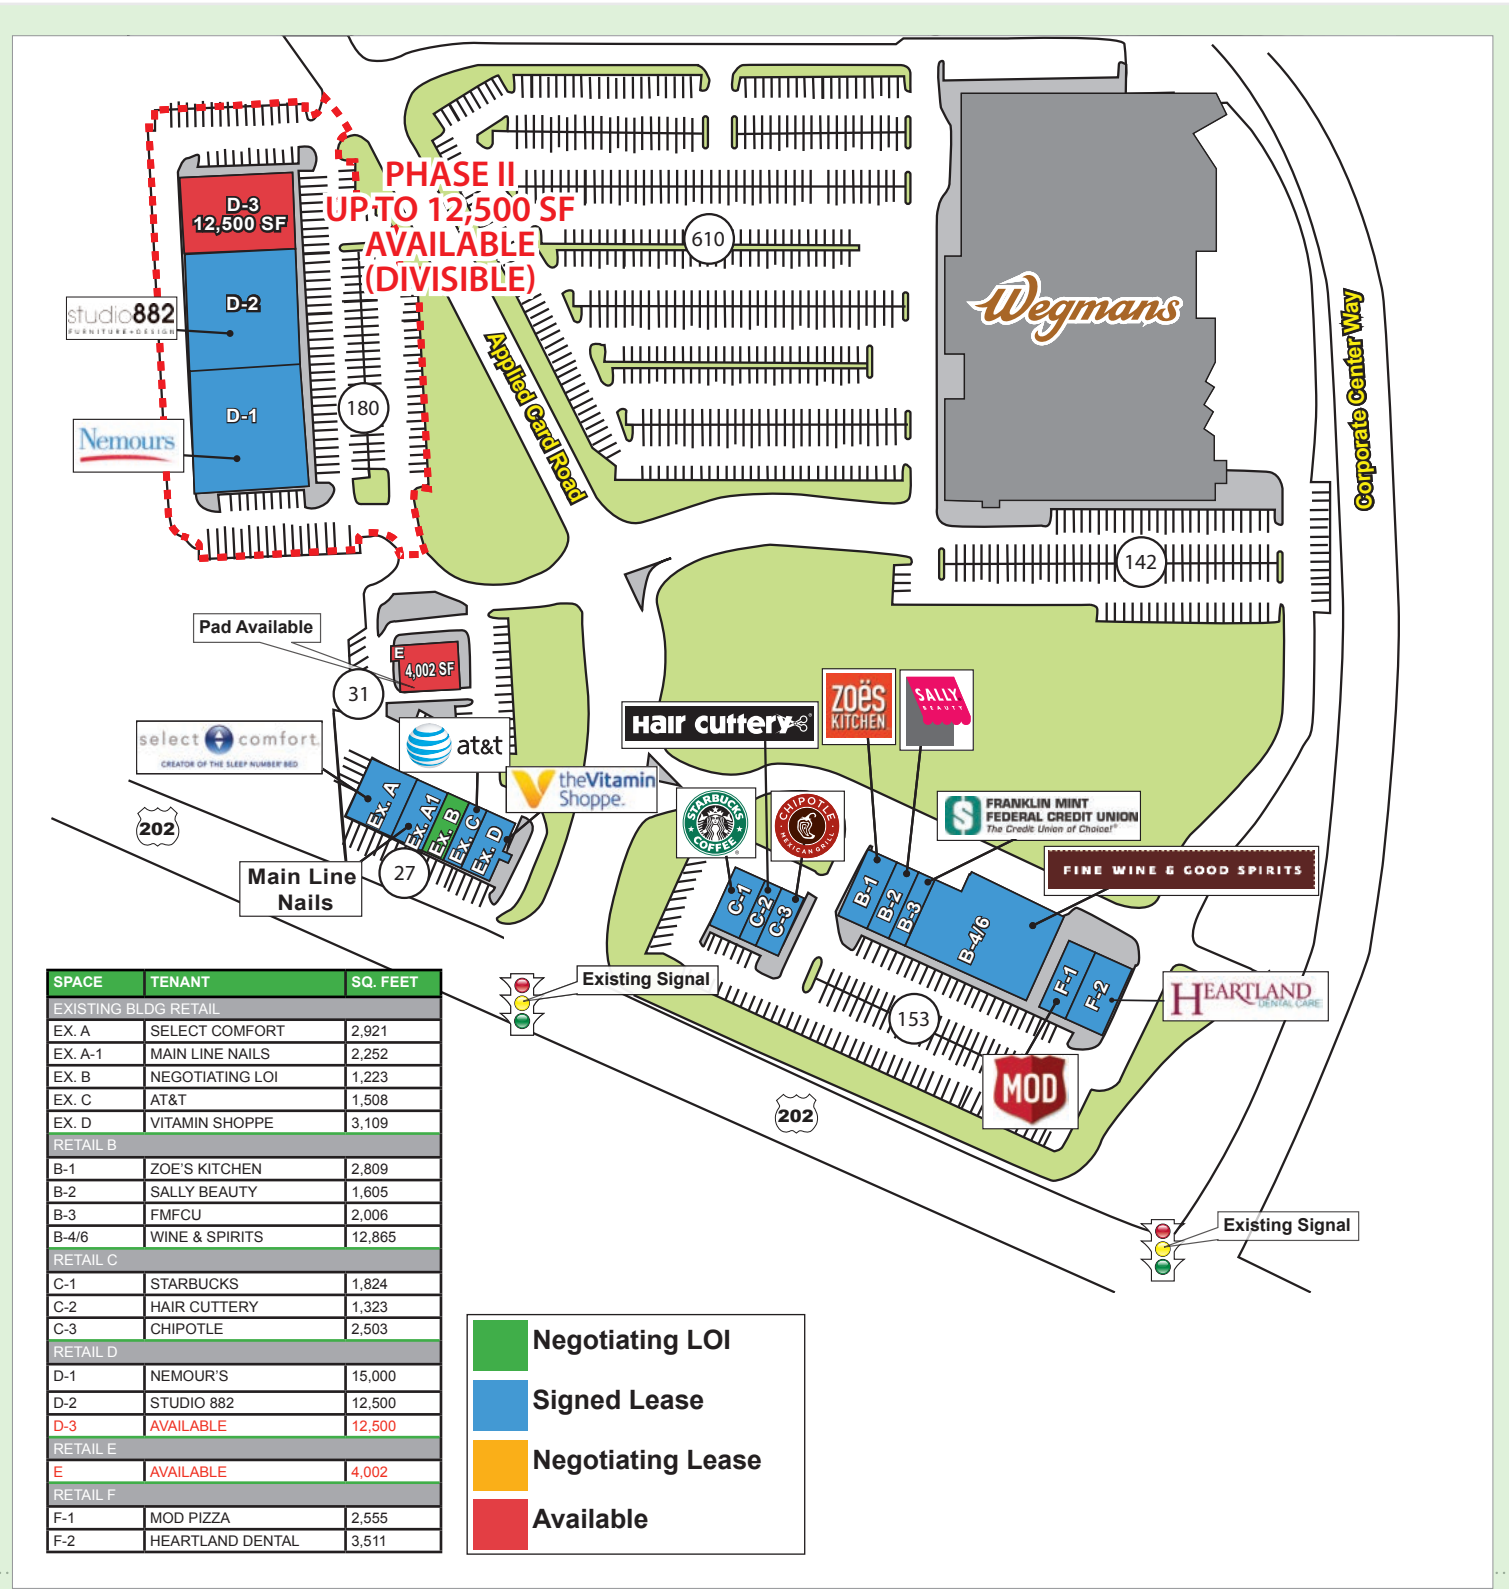 PHASE II
UP TO 12,500 SF
AVAILABLE
(DIVISIBLE)
D-3
12,500 SF
D-2
D-1
studio882
FURNITURE+DESIGN
Nemours
180
610
Wegmans
Applied Card Road
Corporate Center Way
142
Pad Available
E
4,002 SF
31
select comfort.
CREATOR OF THE SLEEP NUMBER® BED
at&t
theVitamin
Shoppe.
EX. A
EX. A1
EX. B
EX. C
EX. D
27
Main Line
Nails
202
Hair cuttery
ZOËS
KITCHEN
SALLY
BEAUTY
STARBUCKS
COFFEE
CHIPOTLE
MEXICAN GRILL
FRANKLIN MINT
FEDERAL CREDIT UNION
The Credit Union of Choice!®
FINE WINE & GOOD SPIRITS
C-1
C-2
C-3
B-1
B-2
B-3
B-4/6
F-1
F-2
HEARTLAND
DENTAL CARE
MOD
153
Existing Signal
202
Existing Signal
SPACE TENANT SQ. FEET
EXISTING BLDG RETAIL
EX. A SELECT COMFORT 2,921
EX. A-1 MAIN LINE NAILS 2,252
EX. B NEGOTIATING LOI 1,223
EX. C AT&T 1,508
EX. D VITAMIN SHOPPE 3,109
RETAIL B
B-1 ZOE'S KITCHEN 2,809
B-2 SALLY BEAUTY 1,605
B-3 FMFCU 2,006
B-4/6 WINE & SPIRITS 12,865
RETAIL C
C-1 STARBUCKS 1,824
C-2 HAIR CUTTERY 1,323
C-3 CHIPOTLE 2,503
RETAIL D
D-1 NEMOUR'S 15,000
D-2 STUDIO 882 12,500
D-3 AVAILABLE 12,500
RETAIL E
E AVAILABLE 4,002
RETAIL F
F-1 MOD PIZZA 2,555
F-2 HEARTLAND DENTAL 3,511
Negotiating LOI
Signed Lease
Negotiating Lease
Available